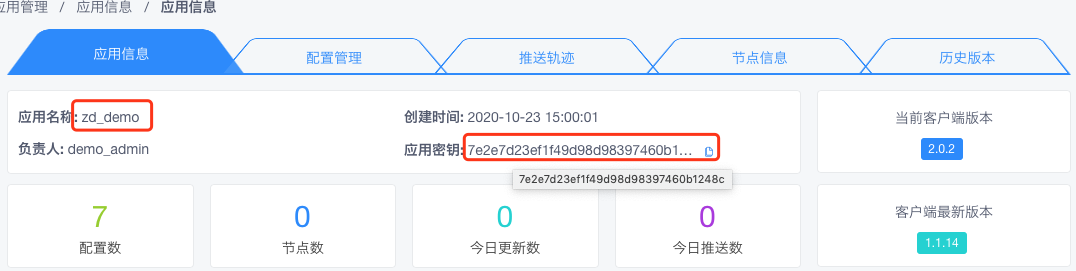 应用管理 / 应用信息 / 应用信息
应用信息 配置管理 推送轨迹 节点信息 历史版本
应用名称: zd_demo 创建时间: 2020-10-23 15:00:01
负责人: demo_admin 应用密钥: 7e2e7d23ef1f49d98d98397460b1...
7e2e7d23ef1f49d98d98397460b1248c
当前客户端版本
2.0.2
7 0 0 0
配置数 节点数 今日更新数 今日推送数
客户端最新版本
1.1.14